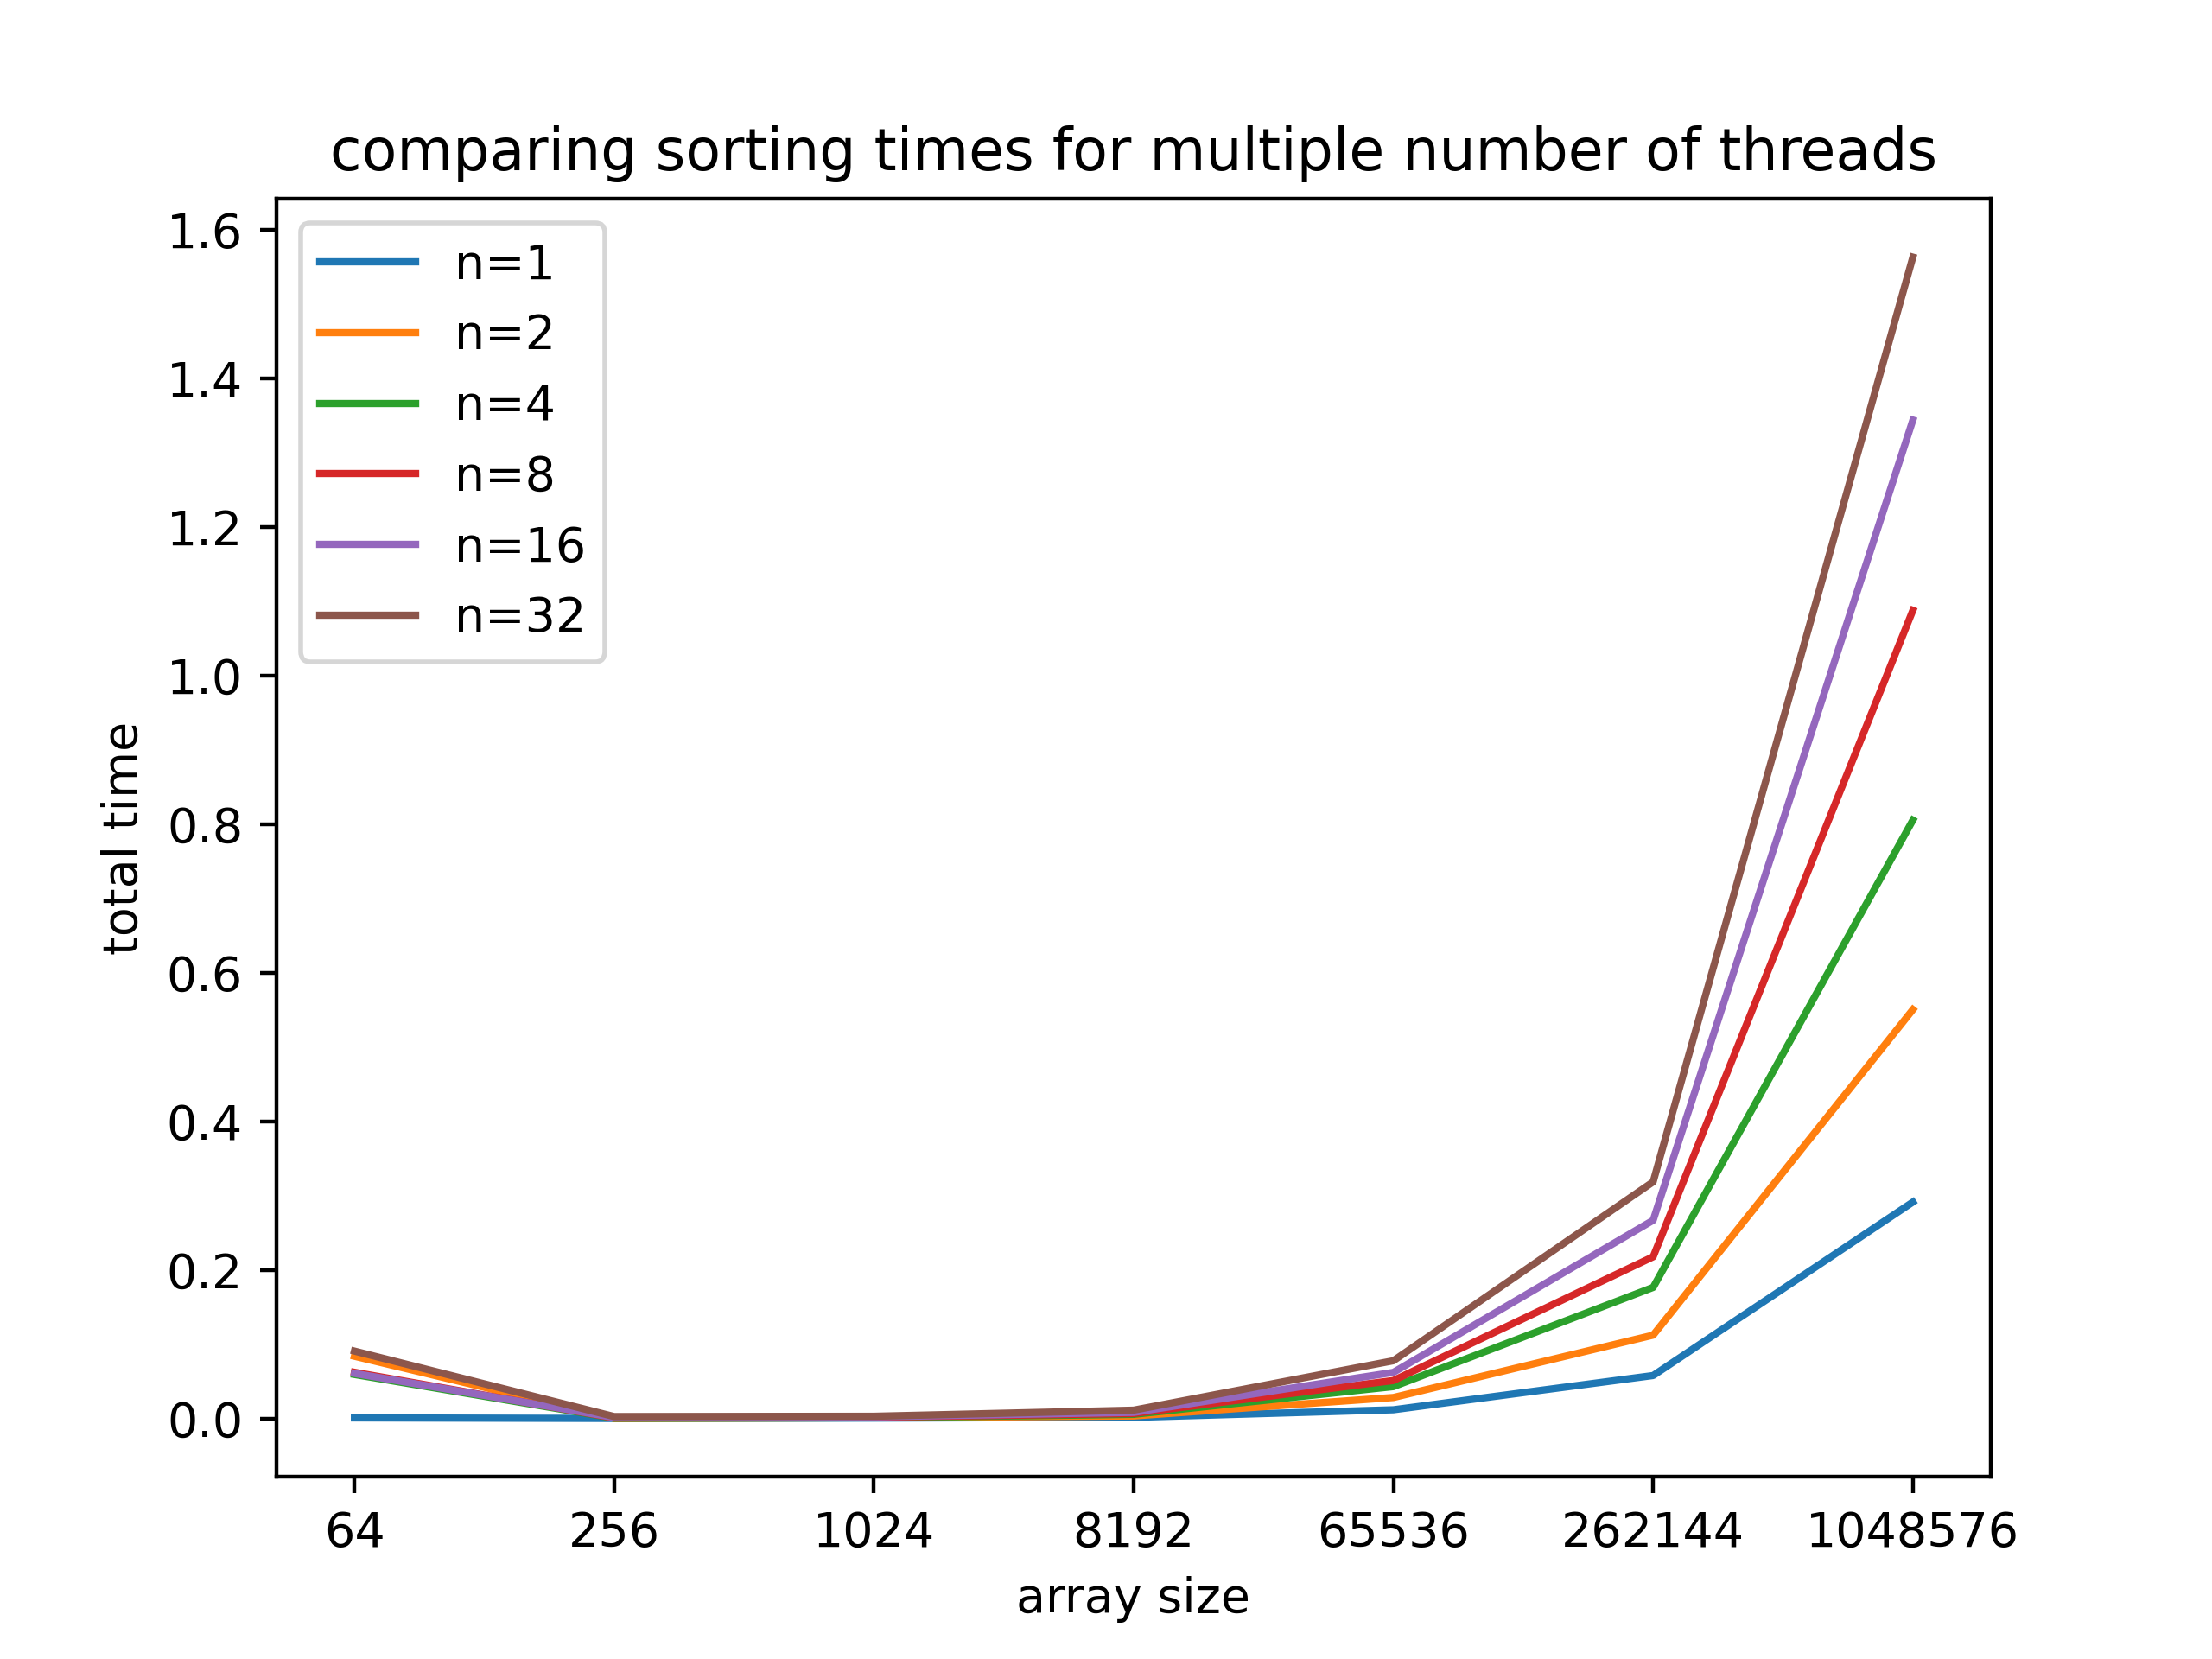 comparing sorting times for multiple number of threads
n=1
n=2
n=4
n=8
n=16
n=32
total time
1.6
1.4
1.2
1.0
0.8
0.6
0.4
0.2
0.0
64 256 1024 8192 65536 262144 1048576
array size